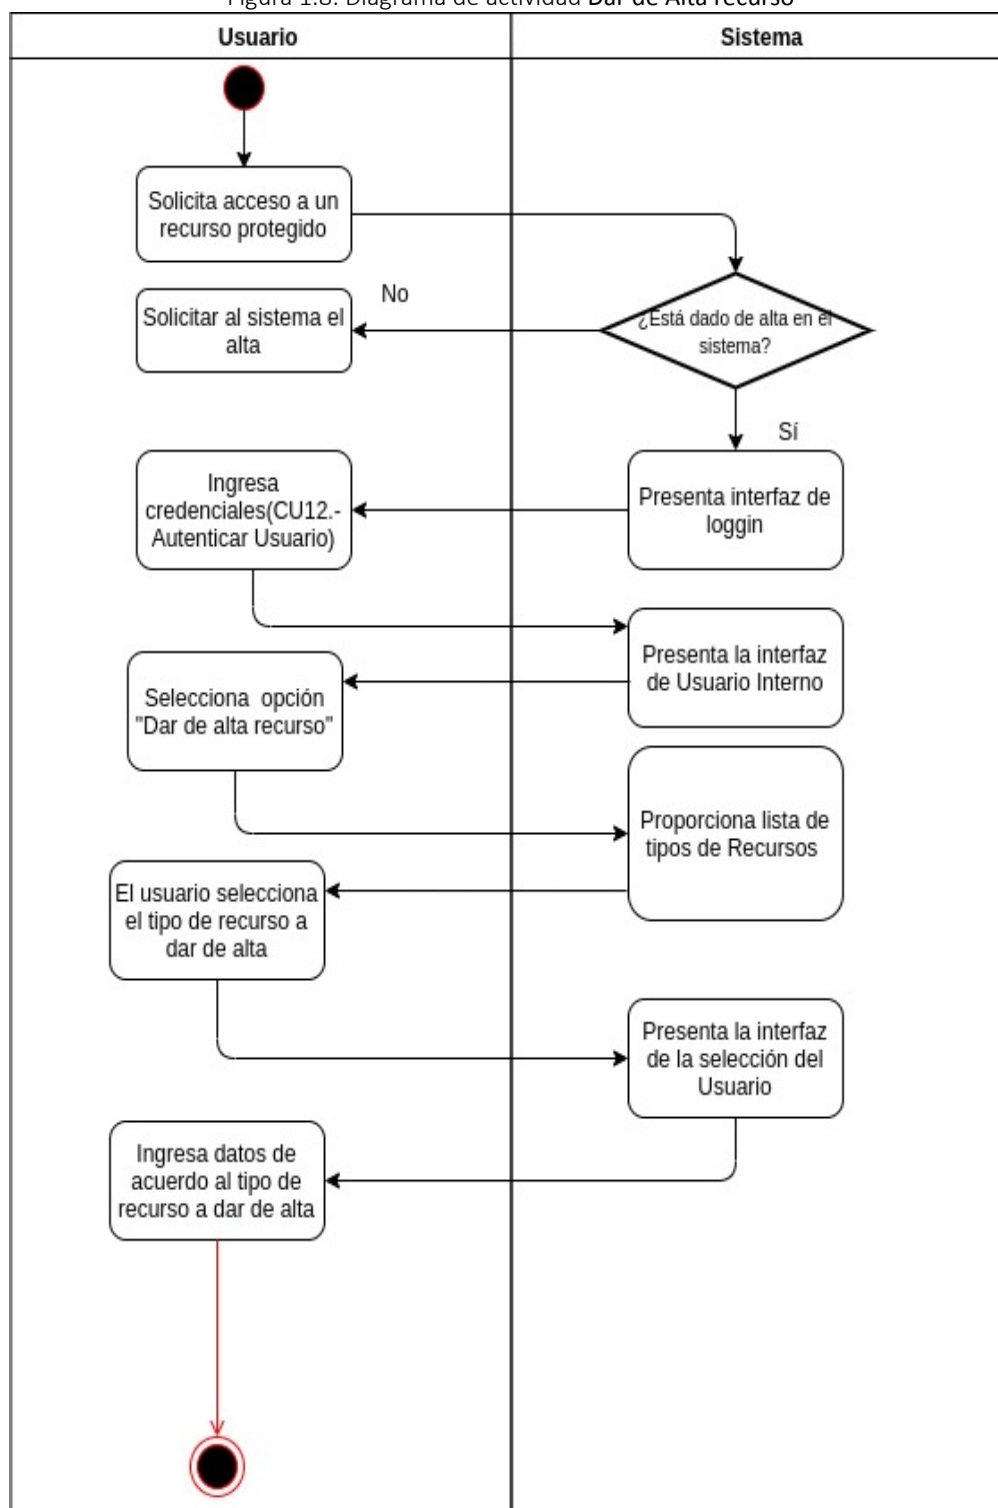 Figura 1.8. Diagrama de actividad Dar de Alta recurso
Usuario
Sistema
Solicita acceso a un
recurso protegido
No
Solicitar al sistema el
alta
¿Está dado de alta en el
sistema?
Sí
Ingresa
credenciales(CU12.-
Autenticar Usuario)
Presenta interfaz de
loggin
Presenta la interfaz
de Usuario Interno
Selecciona opción
"Dar de alta recurso"
Proporciona lista de
tipos de Recursos
El usuario selecciona
el tipo de recurso a
dar de alta
Presenta la interfaz
de la selección del
Usuario
Ingresa datos de
acuerdo al tipo de
recurso a dar de alta